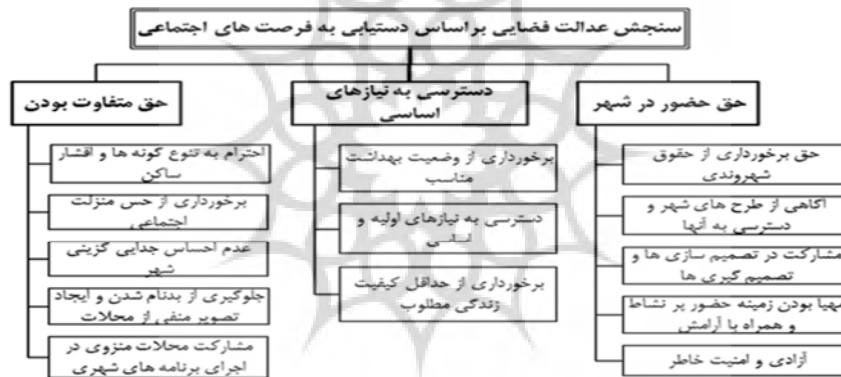 سنجش عدالت فضایی براساس دستیابی به فرصت های اجتماعی
حق حضور در شهر
حق برخورداری از حقوق
شهروندی
آگاهی از طرح های شهر و
دسترسی به آنها
مشارکت در تصمیم سازی ها و
تصمیم گیری ها
مهیا بودن زمینه حضور پر نشاط
و همراه با آرامش
آزادی و امنیت خاطر
دسترسی به نیازهای
اساسی
برخورداری از وضعیت بهداشت
مناسب
دسترسی به نیازهای اولیه و
اساسی
برخورداری از حداقل کیفیت
زندگی مطلوب
حق متفاوت بودن
احترام به تنوع گونه ها و اقشار
ساکن
برخورداری از حس منزلت
اجتماعی
عدم احساس جدایی گزینی
شهر
جلوگیری از بدنام شدن و ایجاد
تصویر منفی از محلات
مشارکت محلات منزوی در
اجرای برنامه های شهری